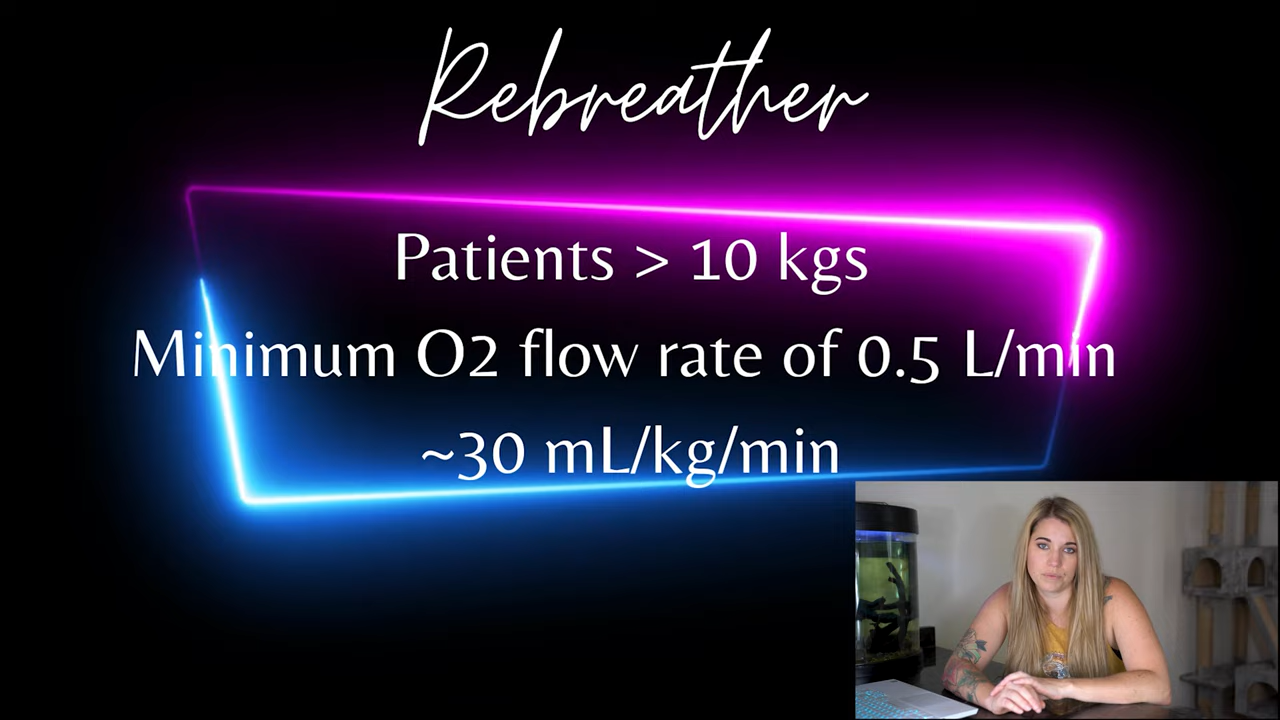 Rebreather
Patients > 10 kgs
Minimum O2 flow rate of 0.5 L/min
~30 mL/kg/min